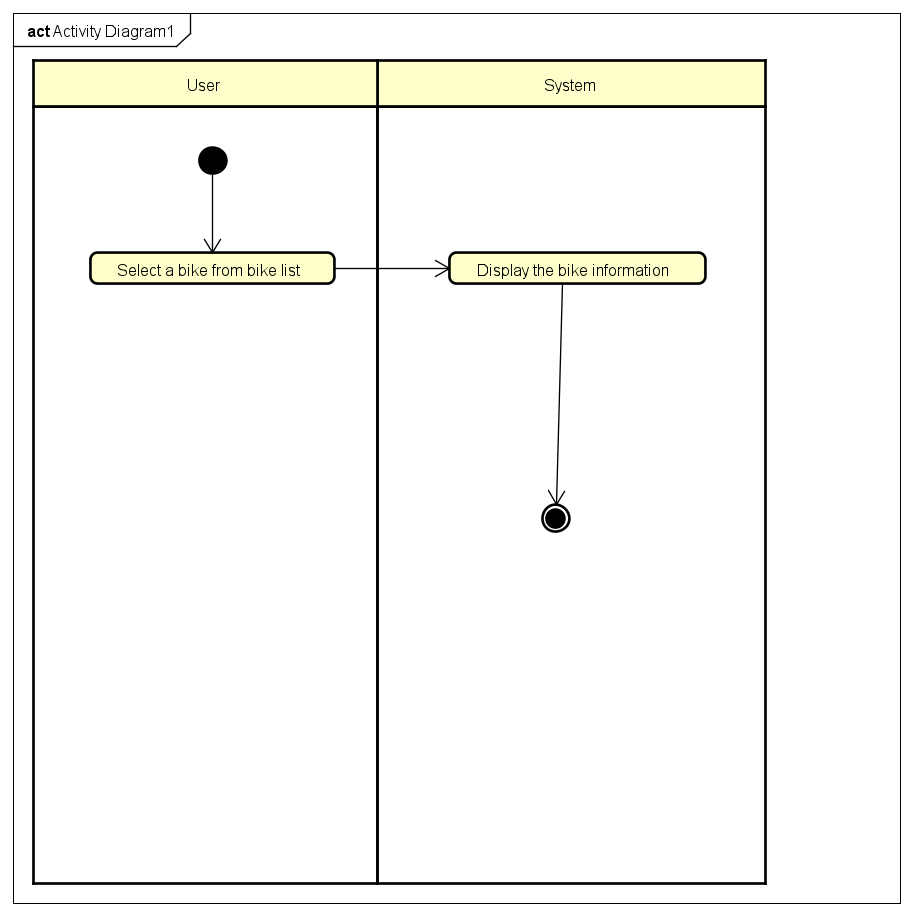 act Activity Diagram1
User
System
Select a bike from bike list
Display the bike information